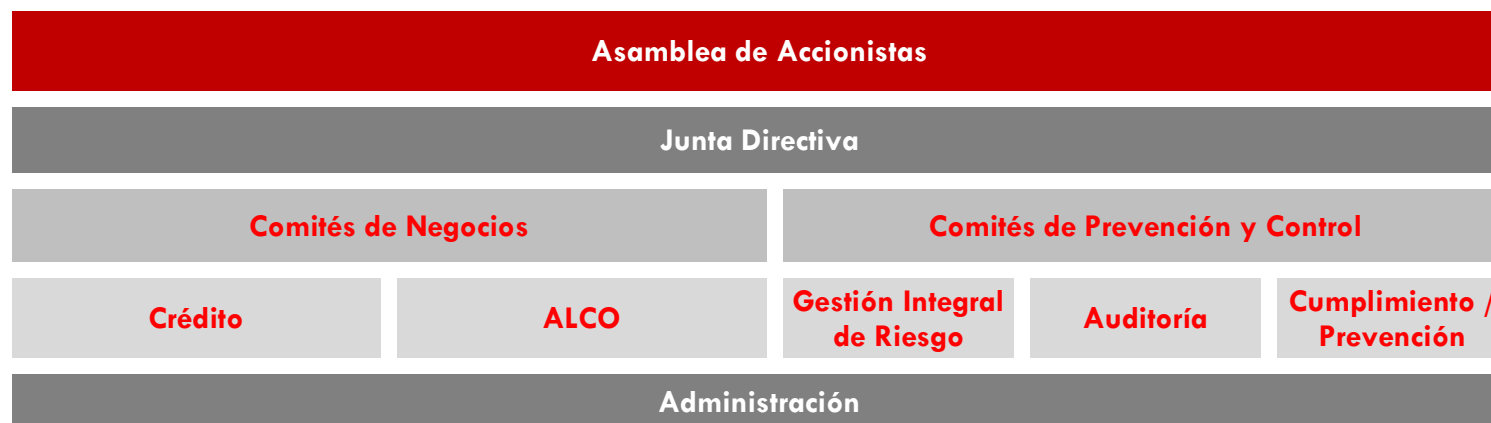 Asamblea de Accionistas
Junta Directiva
Comités de Negocios
Comités de Prevención y Control
Crédito
ALCO
Gestión Integral
de Riesgo
Auditoría
Cumplimiento /
Prevención
Administración